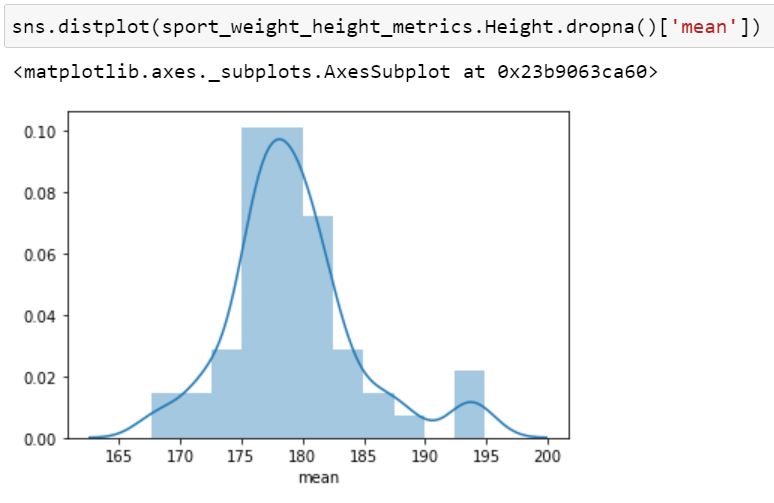 sns.distplot(sport_weight_height_metrics.Height.dropna()['mean'])
<matplotlib.axes._subplots.AxesSubplot at 0x23b9063ca60>
0.10
0.08
0.06
0.04
0.02
0.00
165 170 175 180 185 190 195 200
mean